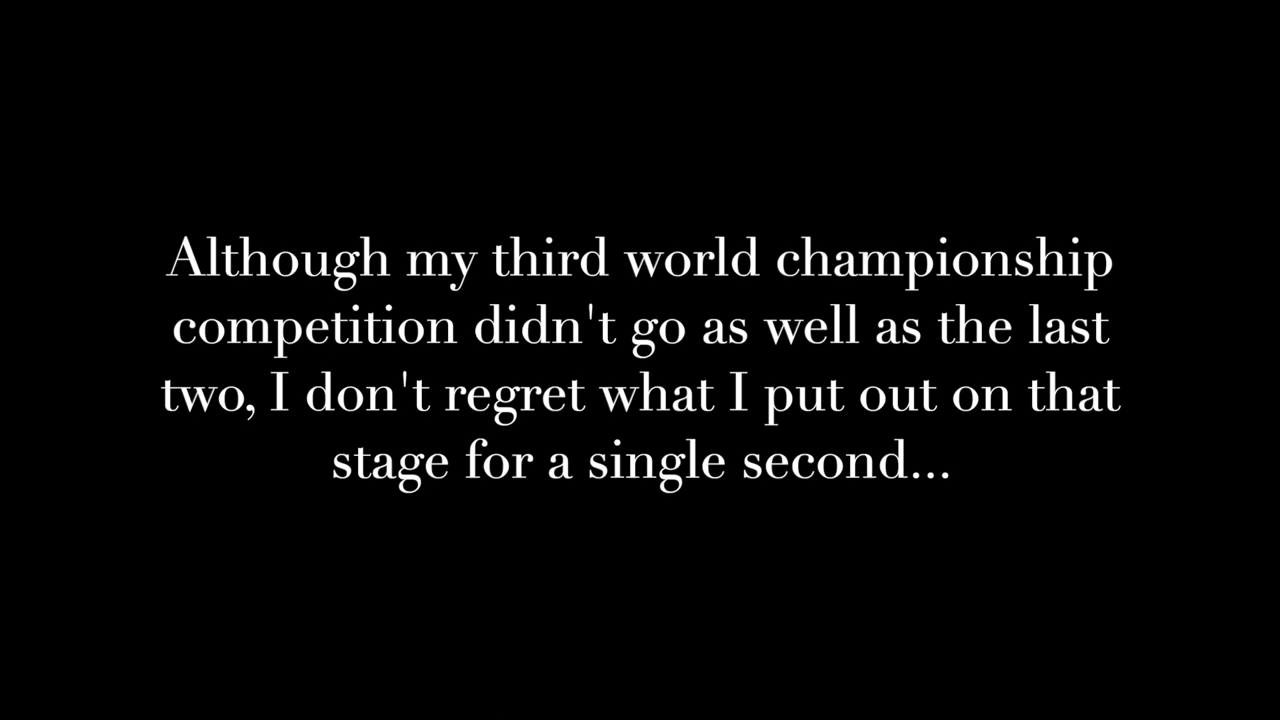 Although my third world championship
competition didn't go as well as the last
two, I don't regret what I put out on that
stage for a single second...